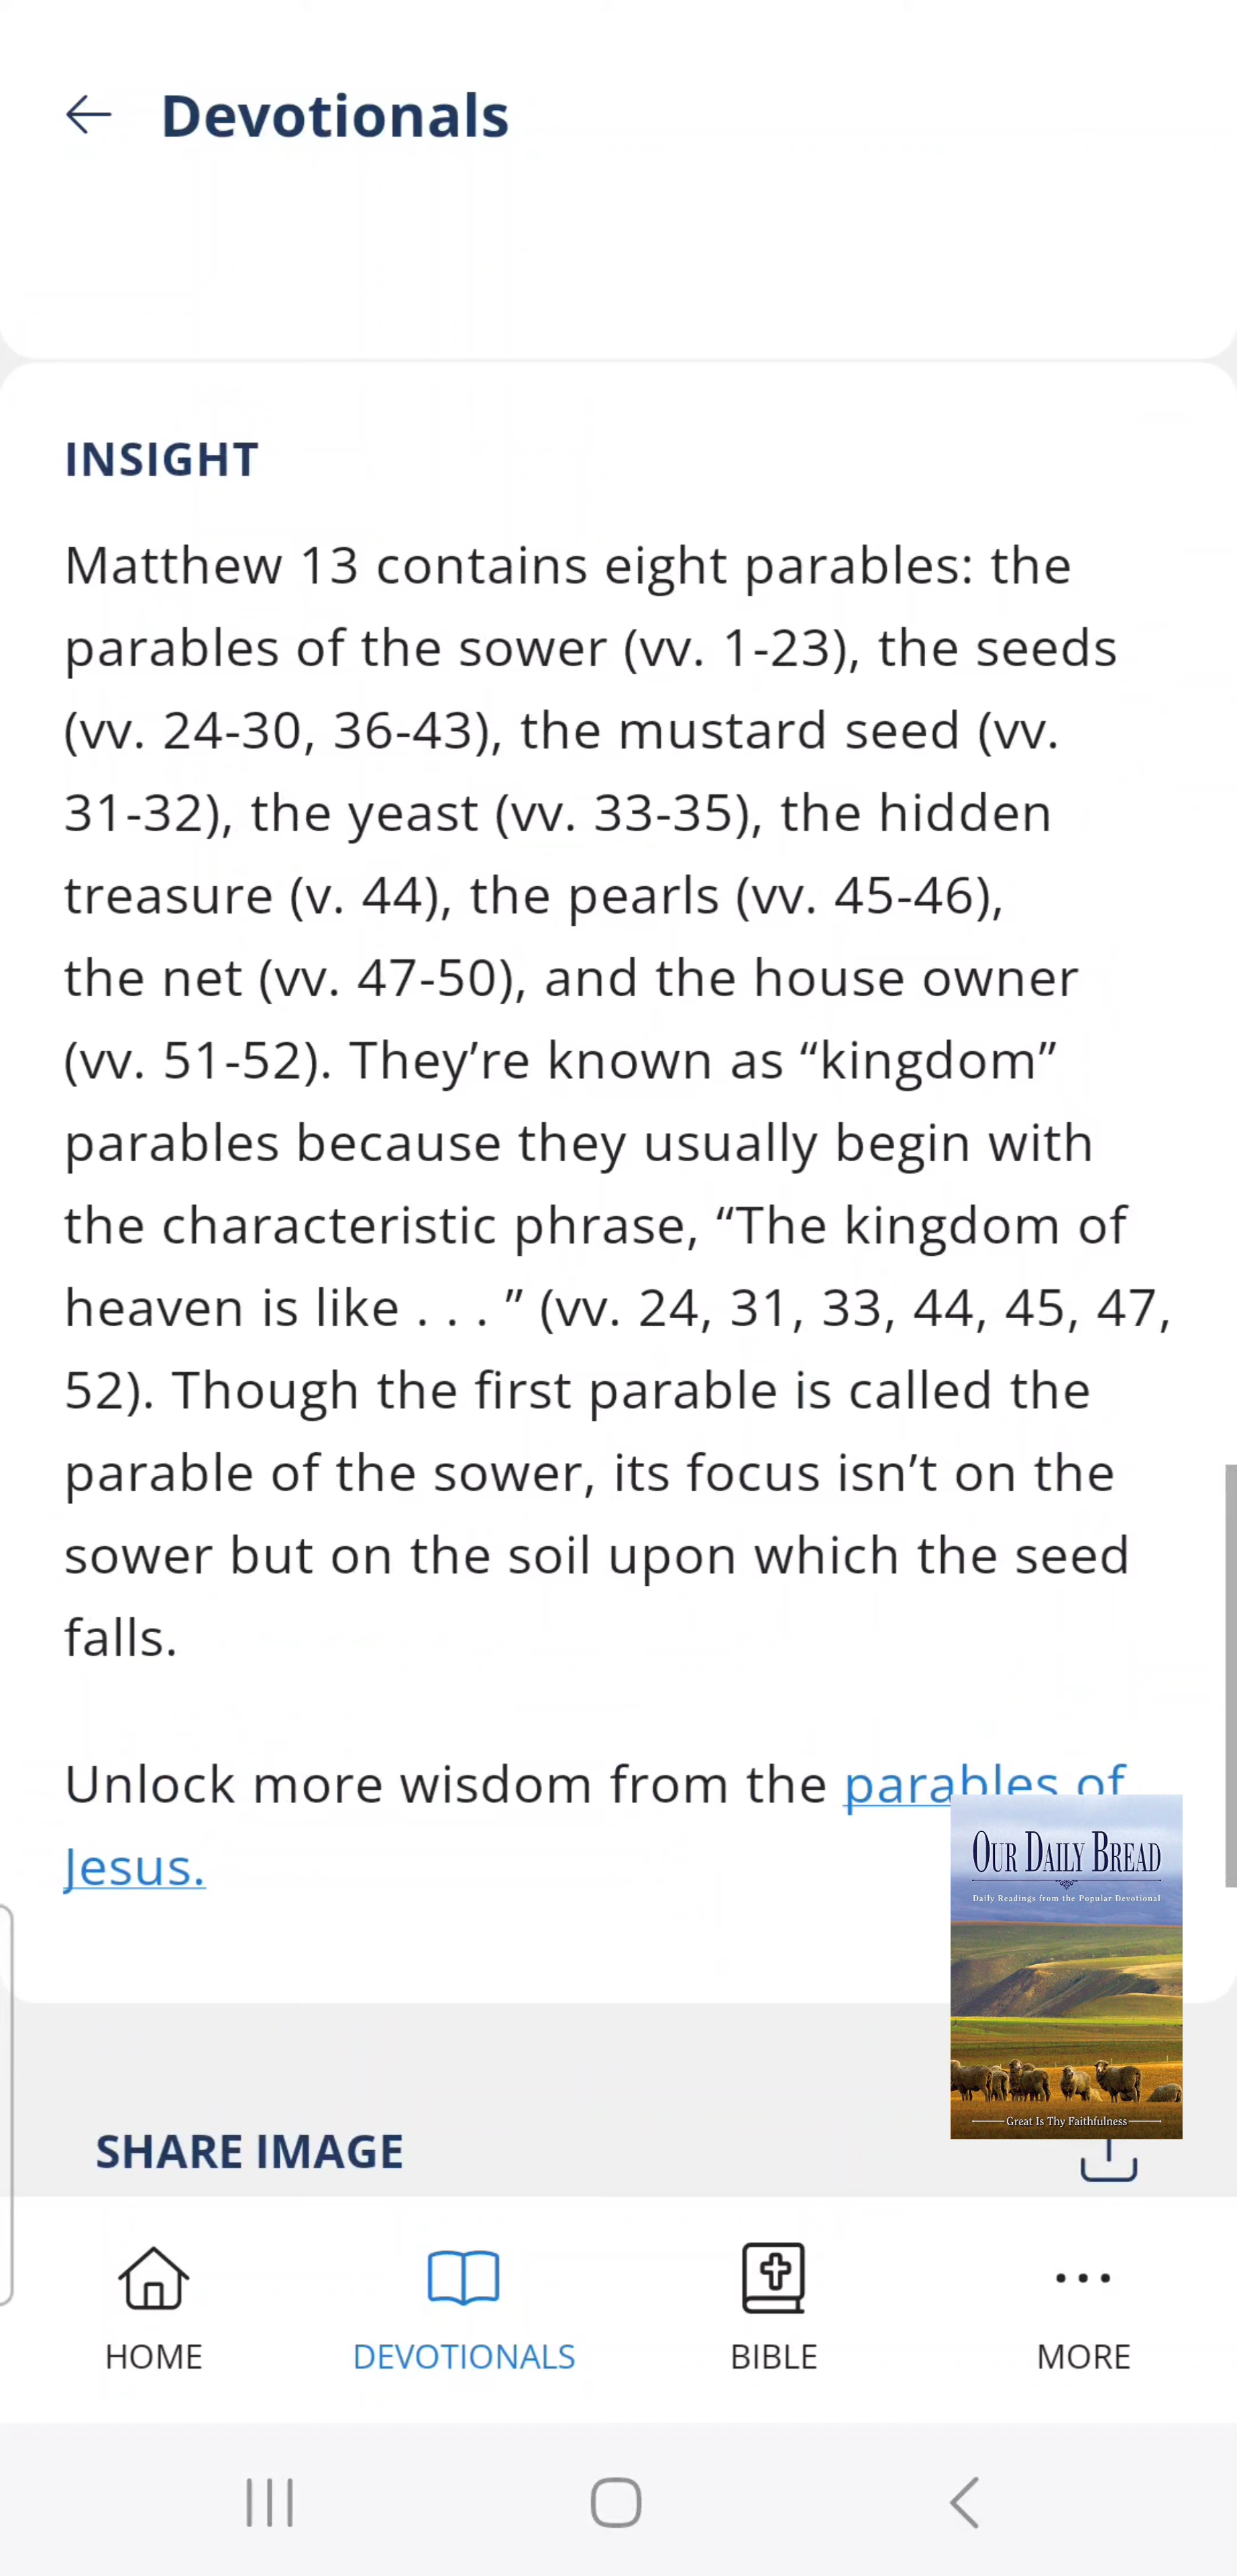 Devotionals
INSIGHT
Matthew 13 contains eight parables: the
parables of the sower (vv. 1-23), the seeds
(vv. 24-30, 36-43), the mustard seed (vv.
31-32), the yeast (vv. 33-35), the hidden
treasure (v. 44), the pearls (vv. 45-46),
the net (vv. 47-50), and the house owner
(vv. 51-52). They’re known as “kingdom”
parables because they usually begin with
the characteristic phrase, “The kingdom of
heaven is like . . . ” (vv. 24, 31, 33, 44, 45, 47,
52). Though the first parable is called the
parable of the sower, its focus isn’t on the
sower but on the soil upon which the seed
falls.
Unlock more wisdom from the parables of
Jesus.
OUR DAILY BREAD
Daily Readings from the Popular Devotional
Great Is Thy Faithfulness
SHARE IMAGE
HOME
DEVOTIONALS
BIBLE
MORE